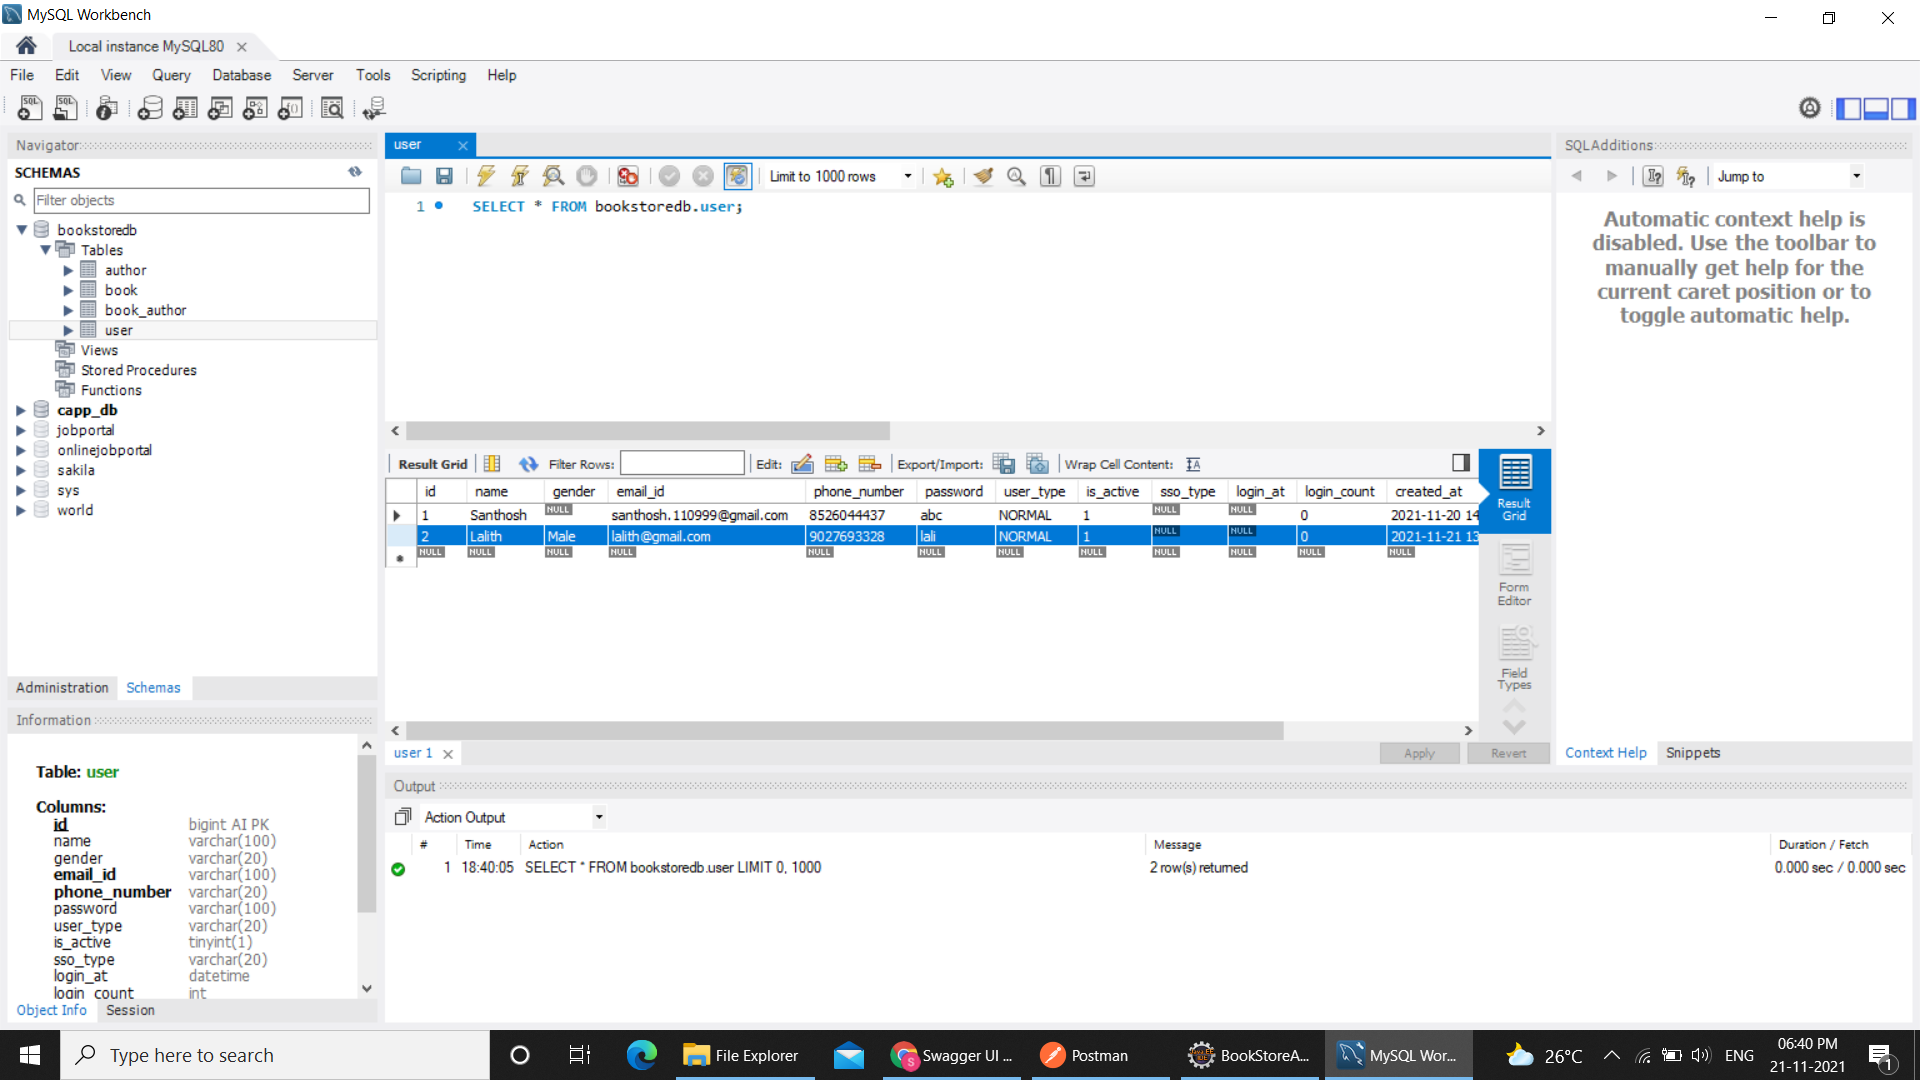 MySQL Workbench
Local instance MySQL80
File Edit View Query Database Server Tools Scripting Help
Navigator
SCHEMAS
Filter objects
bookstoredb
Tables
author
book
book_author
user
Views
Stored Procedures
Functions
capp_db
jobportal
onlinejobportal
sakila
sys
world
Administration Schemas
Information
Table: user
Columns:
id bigint AI PK
name varchar(100)
gender varchar(20)
email_id varchar(100)
phone_number varchar(20)
password varchar(100)
user_type varchar(20)
is_active tinyint(1)
sso_type varchar(20)
login_at datetime
login_count int
Object Info Session
user
Limit to 1000 rows
1 SELECT * FROM bookstoredb.user;
Result Grid Filter Rows: Edit: Export/Import: Wrap Cell Content:
id name gender email_id phone_number password user_type is_active sso_type login_at login_count created_at
1 Santhosh NULL santhosh.110999@gmail.com 8526044437 abc NORMAL 1 NULL NULL 0 2021-11-20 14
2 Lalith Male lalith@gmail.com 9027693328 lali NORMAL 1 NULL NULL 0 2021-11-21 13
NULL NULL NULL NULL NULL NULL NULL NULL NULL NULL NULL NULL
Result
Grid
Form
Editor
Field
Types
user 1
Apply Revert
Output
Action Output
# Time Action Message Duration / Fetch
1 18:40:05 SELECT * FROM bookstoredb.user LIMIT 0, 1000 2 row(s) returned 0.000 sec / 0.000 sec
SQLAdditions
Jump to
Automatic context help is
disabled. Use the toolbar to
manually get help for the
current caret position or to
toggle automatic help.
Context Help Snippets
Type here to search
File Explorer
Swagger UI ...
Postman
BookStoreA...
MySQL Wor...
26°C
ENG
06:40 PM
21-11-2021
1